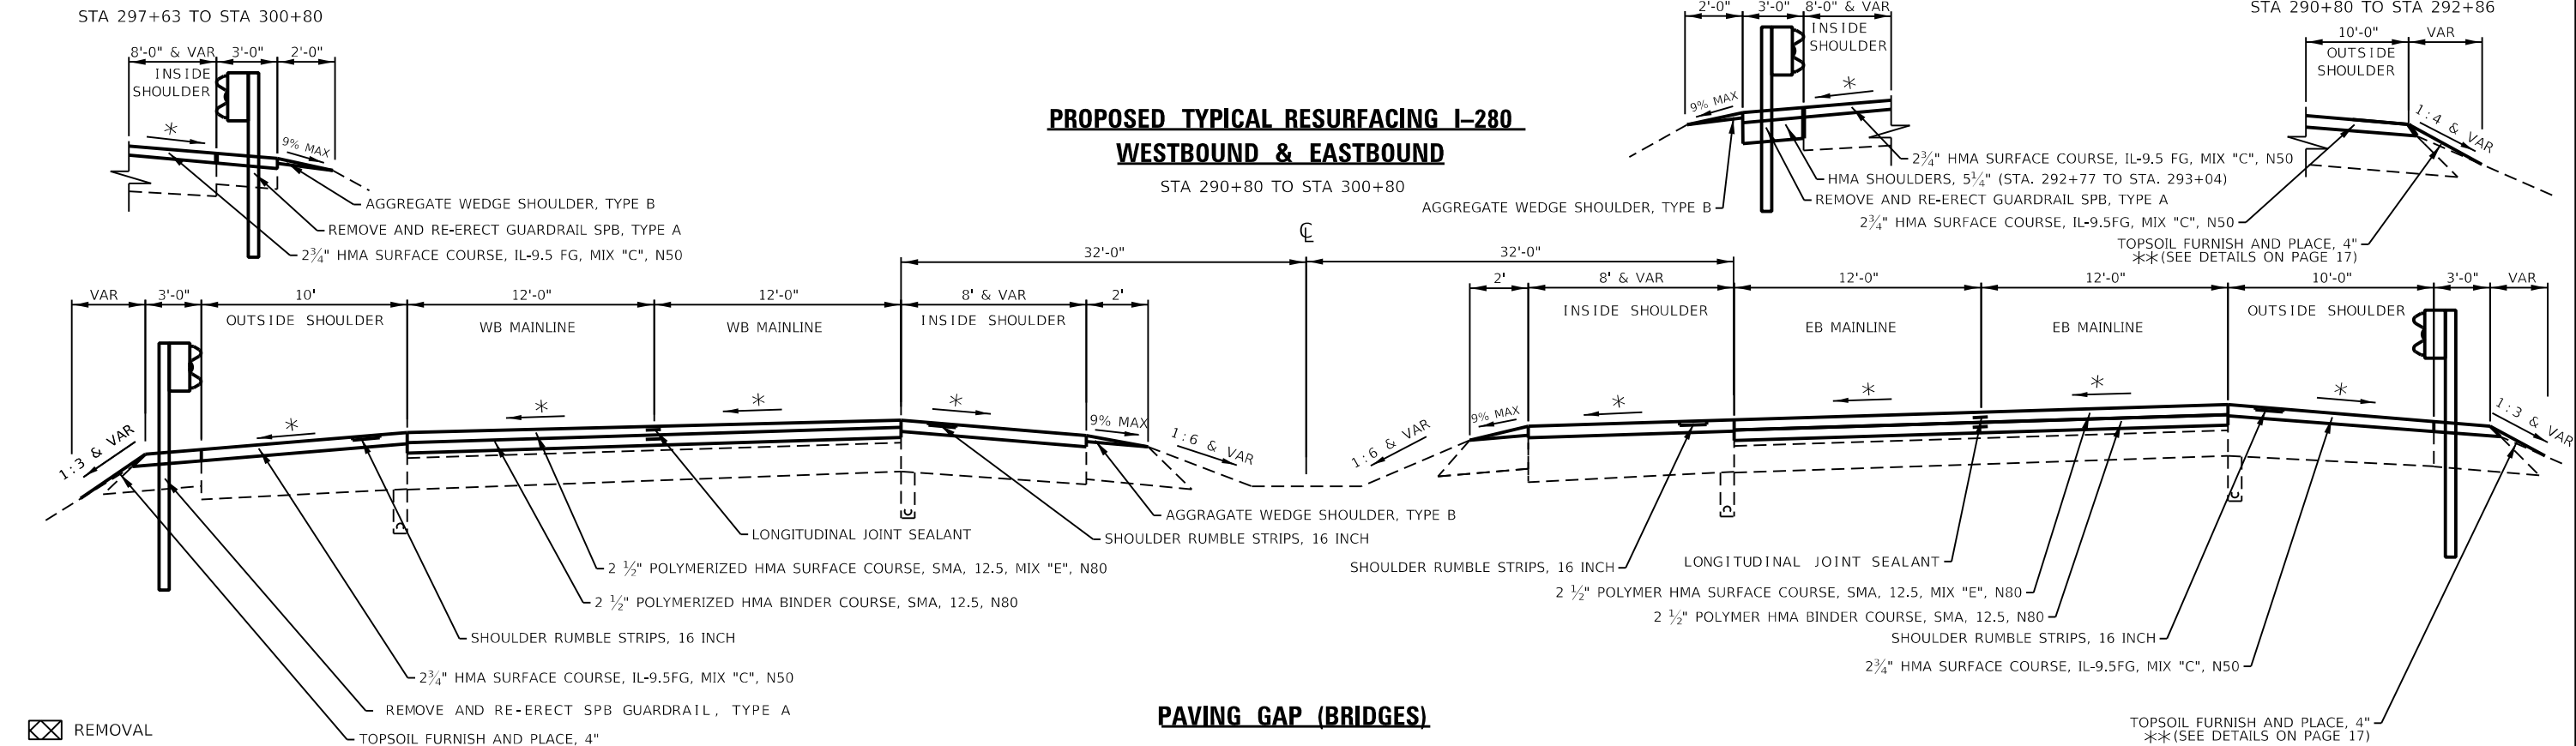 STA 297+63 TO STA 300+80
8'-0" & VAR 3'-0" 2'-0"
INSIDE
SHOULDER
*
9% MAX
AGGREGATE WEDGE SHOULDER, TYPE B
REMOVE AND RE-ERECT GUARDRAIL SPB, TYPE A
2¾" HMA SURFACE COURSE, IL-9.5 FG, MIX "C", N50
PROPOSED TYPICAL RESURFACING I-280
WESTBOUND & EASTBOUND
STA 290+80 TO STA 300+80
2'-0" 3'-0" 8'-0" & VAR
INSIDE
SHOULDER
*
9% MAX
2¾" HMA SURFACE COURSE, IL-9.5 FG, MIX "C", N50
HMA SHOULDERS, 5¼" (STA. 292+77 TO STA. 293+04)
REMOVE AND RE-ERECT GUARDRAIL SPB, TYPE A
AGGREGATE WEDGE SHOULDER, TYPE B
STA 290+80 TO STA 292+86
10'-0" VAR
OUTSIDE
SHOULDER
1:4 & VAR
2¾" HMA SURFACE COURSE, IL-9.5FG, MIX "C", N50
TOPSOIL FURNISH AND PLACE, 4"
**(SEE DETAILS ON PAGE 17)
℄
32'-0" 32'-0"
VAR 3'-0" 10' 12'-0" 12'-0" 8' & VAR 2'
2' 8' & VAR 12'-0" 12'-0" 10'-0" 3'-0" VAR
OUTSIDE SHOULDER WB MAINLINE WB MAINLINE INSIDE SHOULDER
INSIDE SHOULDER EB MAINLINE EB MAINLINE OUTSIDE SHOULDER
* * * *
* * * *
1:3 & VAR
9% MAX
1:6 & VAR
1:6 & VAR
9% MAX
1:3 & VAR
AGGRAGATE WEDGE SHOULDER, TYPE B
LONGITUDINAL JOINT SEALANT
SHOULDER RUMBLE STRIPS, 16 INCH
2 ½" POLYMERIZED HMA SURFACE COURSE, SMA, 12.5, MIX "E", N80
2 ½" POLYMERIZED HMA BINDER COURSE, SMA, 12.5, N80
SHOULDER RUMBLE STRIPS, 16 INCH
2¾" HMA SURFACE COURSE, IL-9.5FG, MIX "C", N50
REMOVE AND RE-ERECT SPB GUARDRAIL, TYPE A
TOPSOIL FURNISH AND PLACE, 4"
SHOULDER RUMBLE STRIPS, 16 INCH
LONGITUDINAL JOINT SEALANT
2 ½" POLYMER HMA SURFACE COURSE, SMA, 12.5, MIX "E", N80
2 ½" POLYMER HMA BINDER COURSE, SMA, 12.5, N80
SHOULDER RUMBLE STRIPS, 16 INCH
2¾" HMA SURFACE COURSE, IL-9.5FG, MIX "C", N50
TOPSOIL FURNISH AND PLACE, 4"
**(SEE DETAILS ON PAGE 17)
REMOVAL
PAVING GAP (BRIDGES)